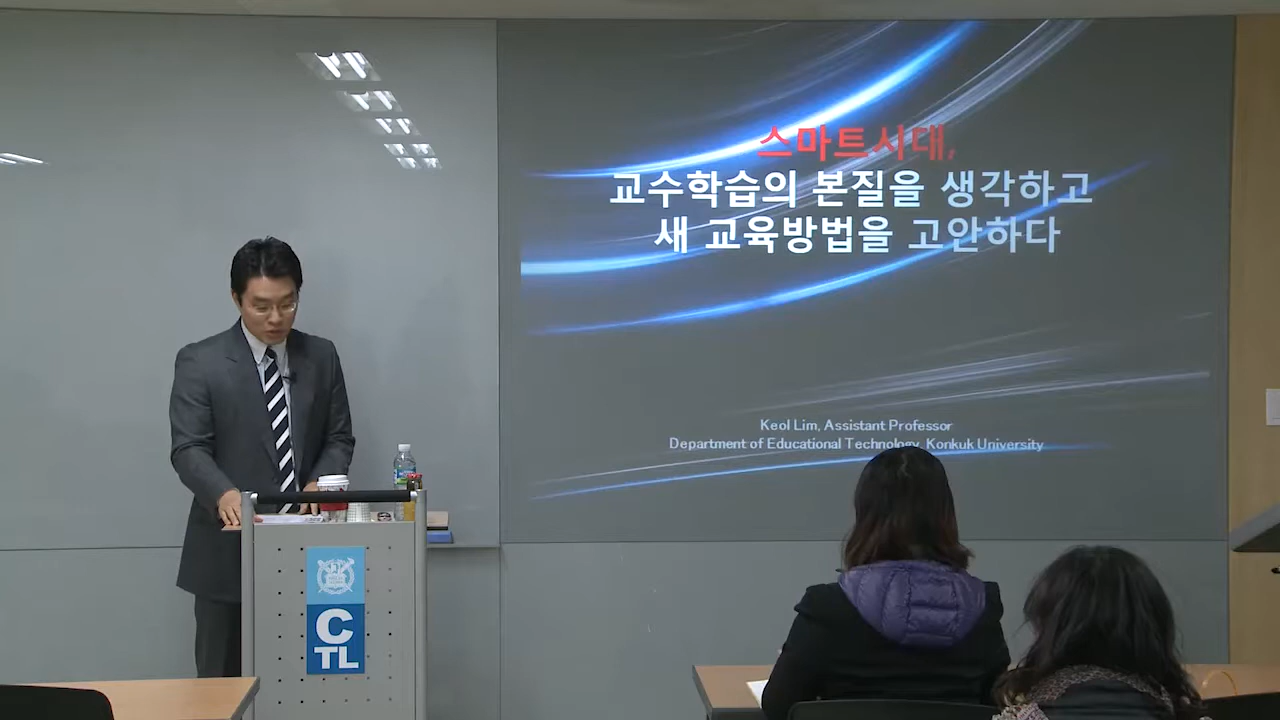 스마트시대,
교수학습의 본질을 생각하고
새 교육방법을 고안하다
Keol Lim, Assistant Professor
Department of Educational Technology, Konkuk University
C
TL